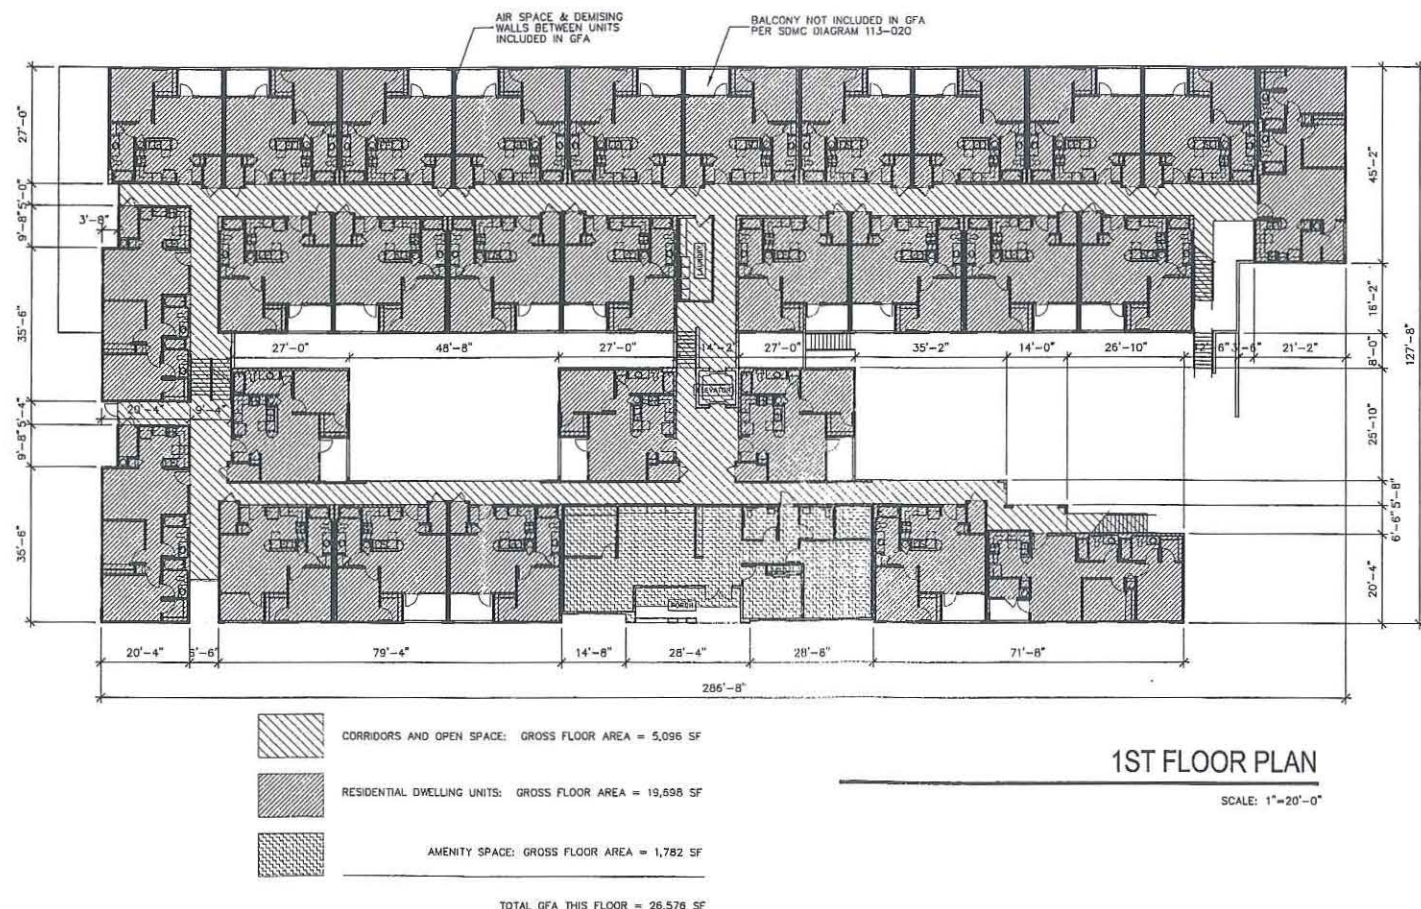 AIR SPACE & DEMISING
WALLS BETWEEN UNITS
INCLUDED IN GFA
BALCONY NOT INCLUDED IN GFA
PER SDMC DIAGRAM 113-020
27'-0"
5'-0"
9'-8"
3'-8"
35'-6"
5'-4"
9'-8"
35'-6"
45'-2"
16'-2"
8'-0"
127'-8"
25'-10"
5'-8"
6'-6"
20'-4"
LAUNDRY
27'-0"
48'-8"
27'-0"
14'-2"
27'-0"
35'-2"
14'-0"
26'-10"
3'-6"
21'-2"
ELEVATOR
20'-4"
9'-4"
PORCH
20'-4"
6'-6"
79'-4"
14'-8"
28'-4"
28'-6"
71'-8"
286'-8"
CORRIDORS AND OPEN SPACE: GROSS FLOOR AREA = 5,096 SF
RESIDENTIAL DWELLING UNITS: GROSS FLOOR AREA = 19,698 SF
AMENITY SPACE: GROSS FLOOR AREA = 1,782 SF
TOTAL GFA THIS FLOOR = 26,576 SF
1ST FLOOR PLAN
SCALE: 1"=20'-0"